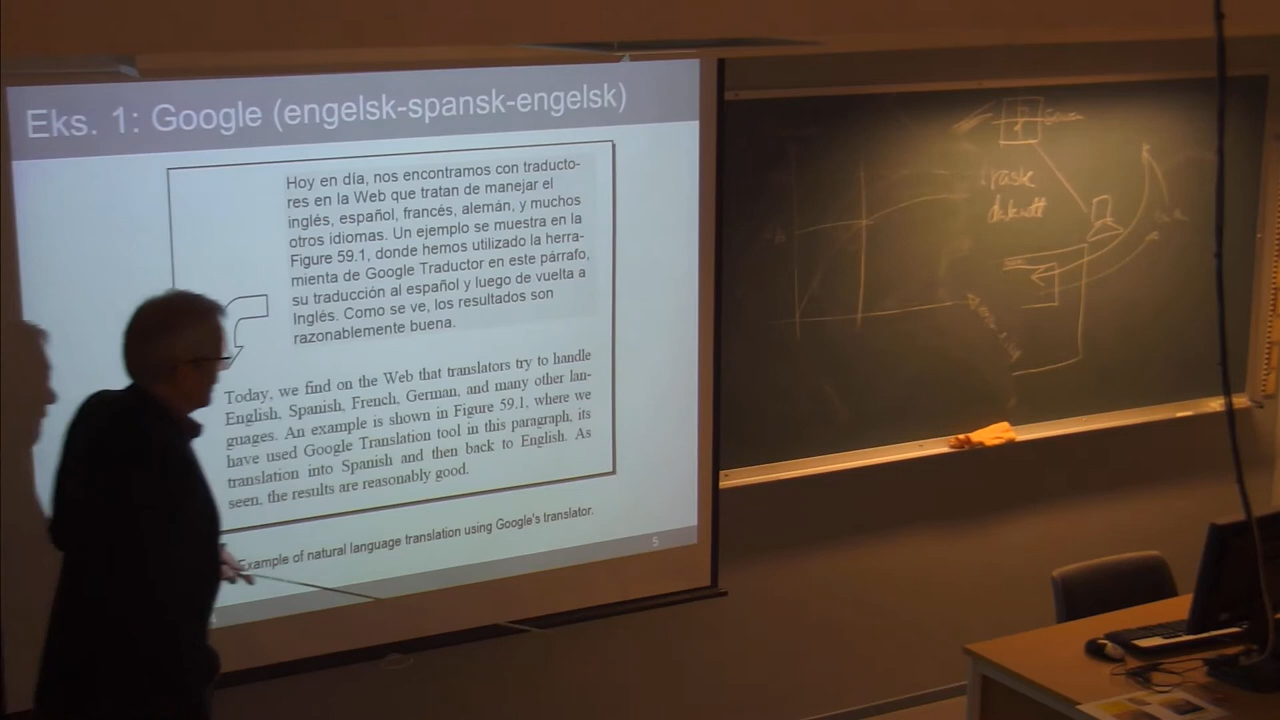 Eks. 1: Google (engelsk-spansk-engelsk)
Hoy en día, nos encontramos con traducto-
res en la Web que tratan de manejar el
inglés, español, francés, alemán, y muchos
otros idiomas. Un ejemplo se muestra en la
Figure 59.1, donde hemos utilizado la herra-
mienta de Google Traductor en este párrafo,
su traducción al español y luego de vuelta a
Inglés. Como se ve, los resultados son
razonablemente buena.
Today, we find on the Web that translators try to handle
English, Spanish, French, German, and many other lan-
guages. An example is shown in Figure 59.1, where we
have used Google Translation tool in this paragraph, its
translation into Spanish and then back to English. As
seen, the results are reasonably good.
Example of natural language translation using Google's translator.
5